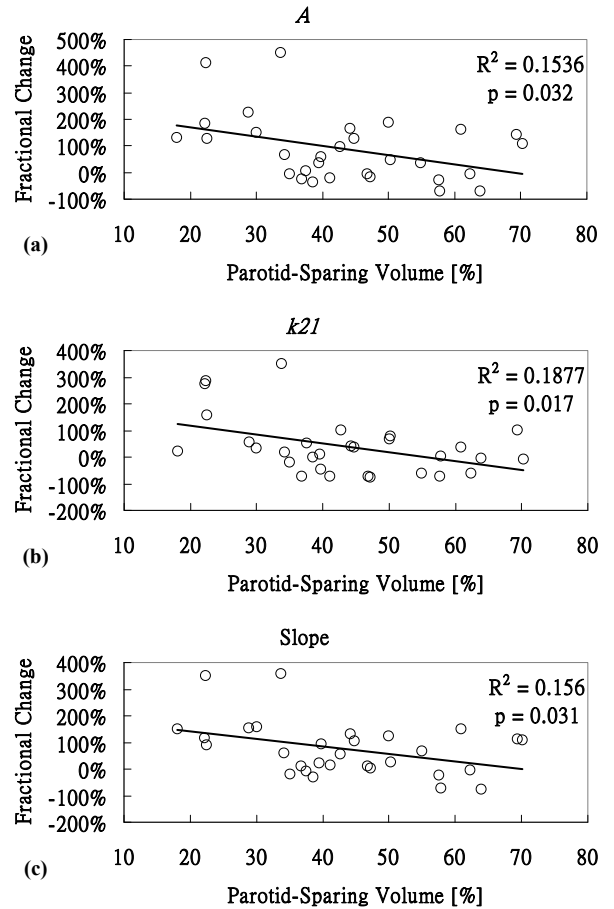 A
500%
400%
300%
200%
100%
0%
-100%
Fractional Change
R² = 0.1536
p = 0.032
10 20 30 40 50 60 70 80
(a)
Parotid-Sparing Volume [%]
k21
400%
300%
200%
100%
0%
-100%
-200%
Fractional Change
R² = 0.1877
p = 0.017
10 20 30 40 50 60 70 80
(b)
Parotid-Sparing Volume [%]
Slope
400%
300%
200%
100%
0%
-100%
-200%
Fractional Change
R² = 0.156
p = 0.031
10 20 30 40 50 60 70 80
(c)
Parotid-Sparing Volume [%]